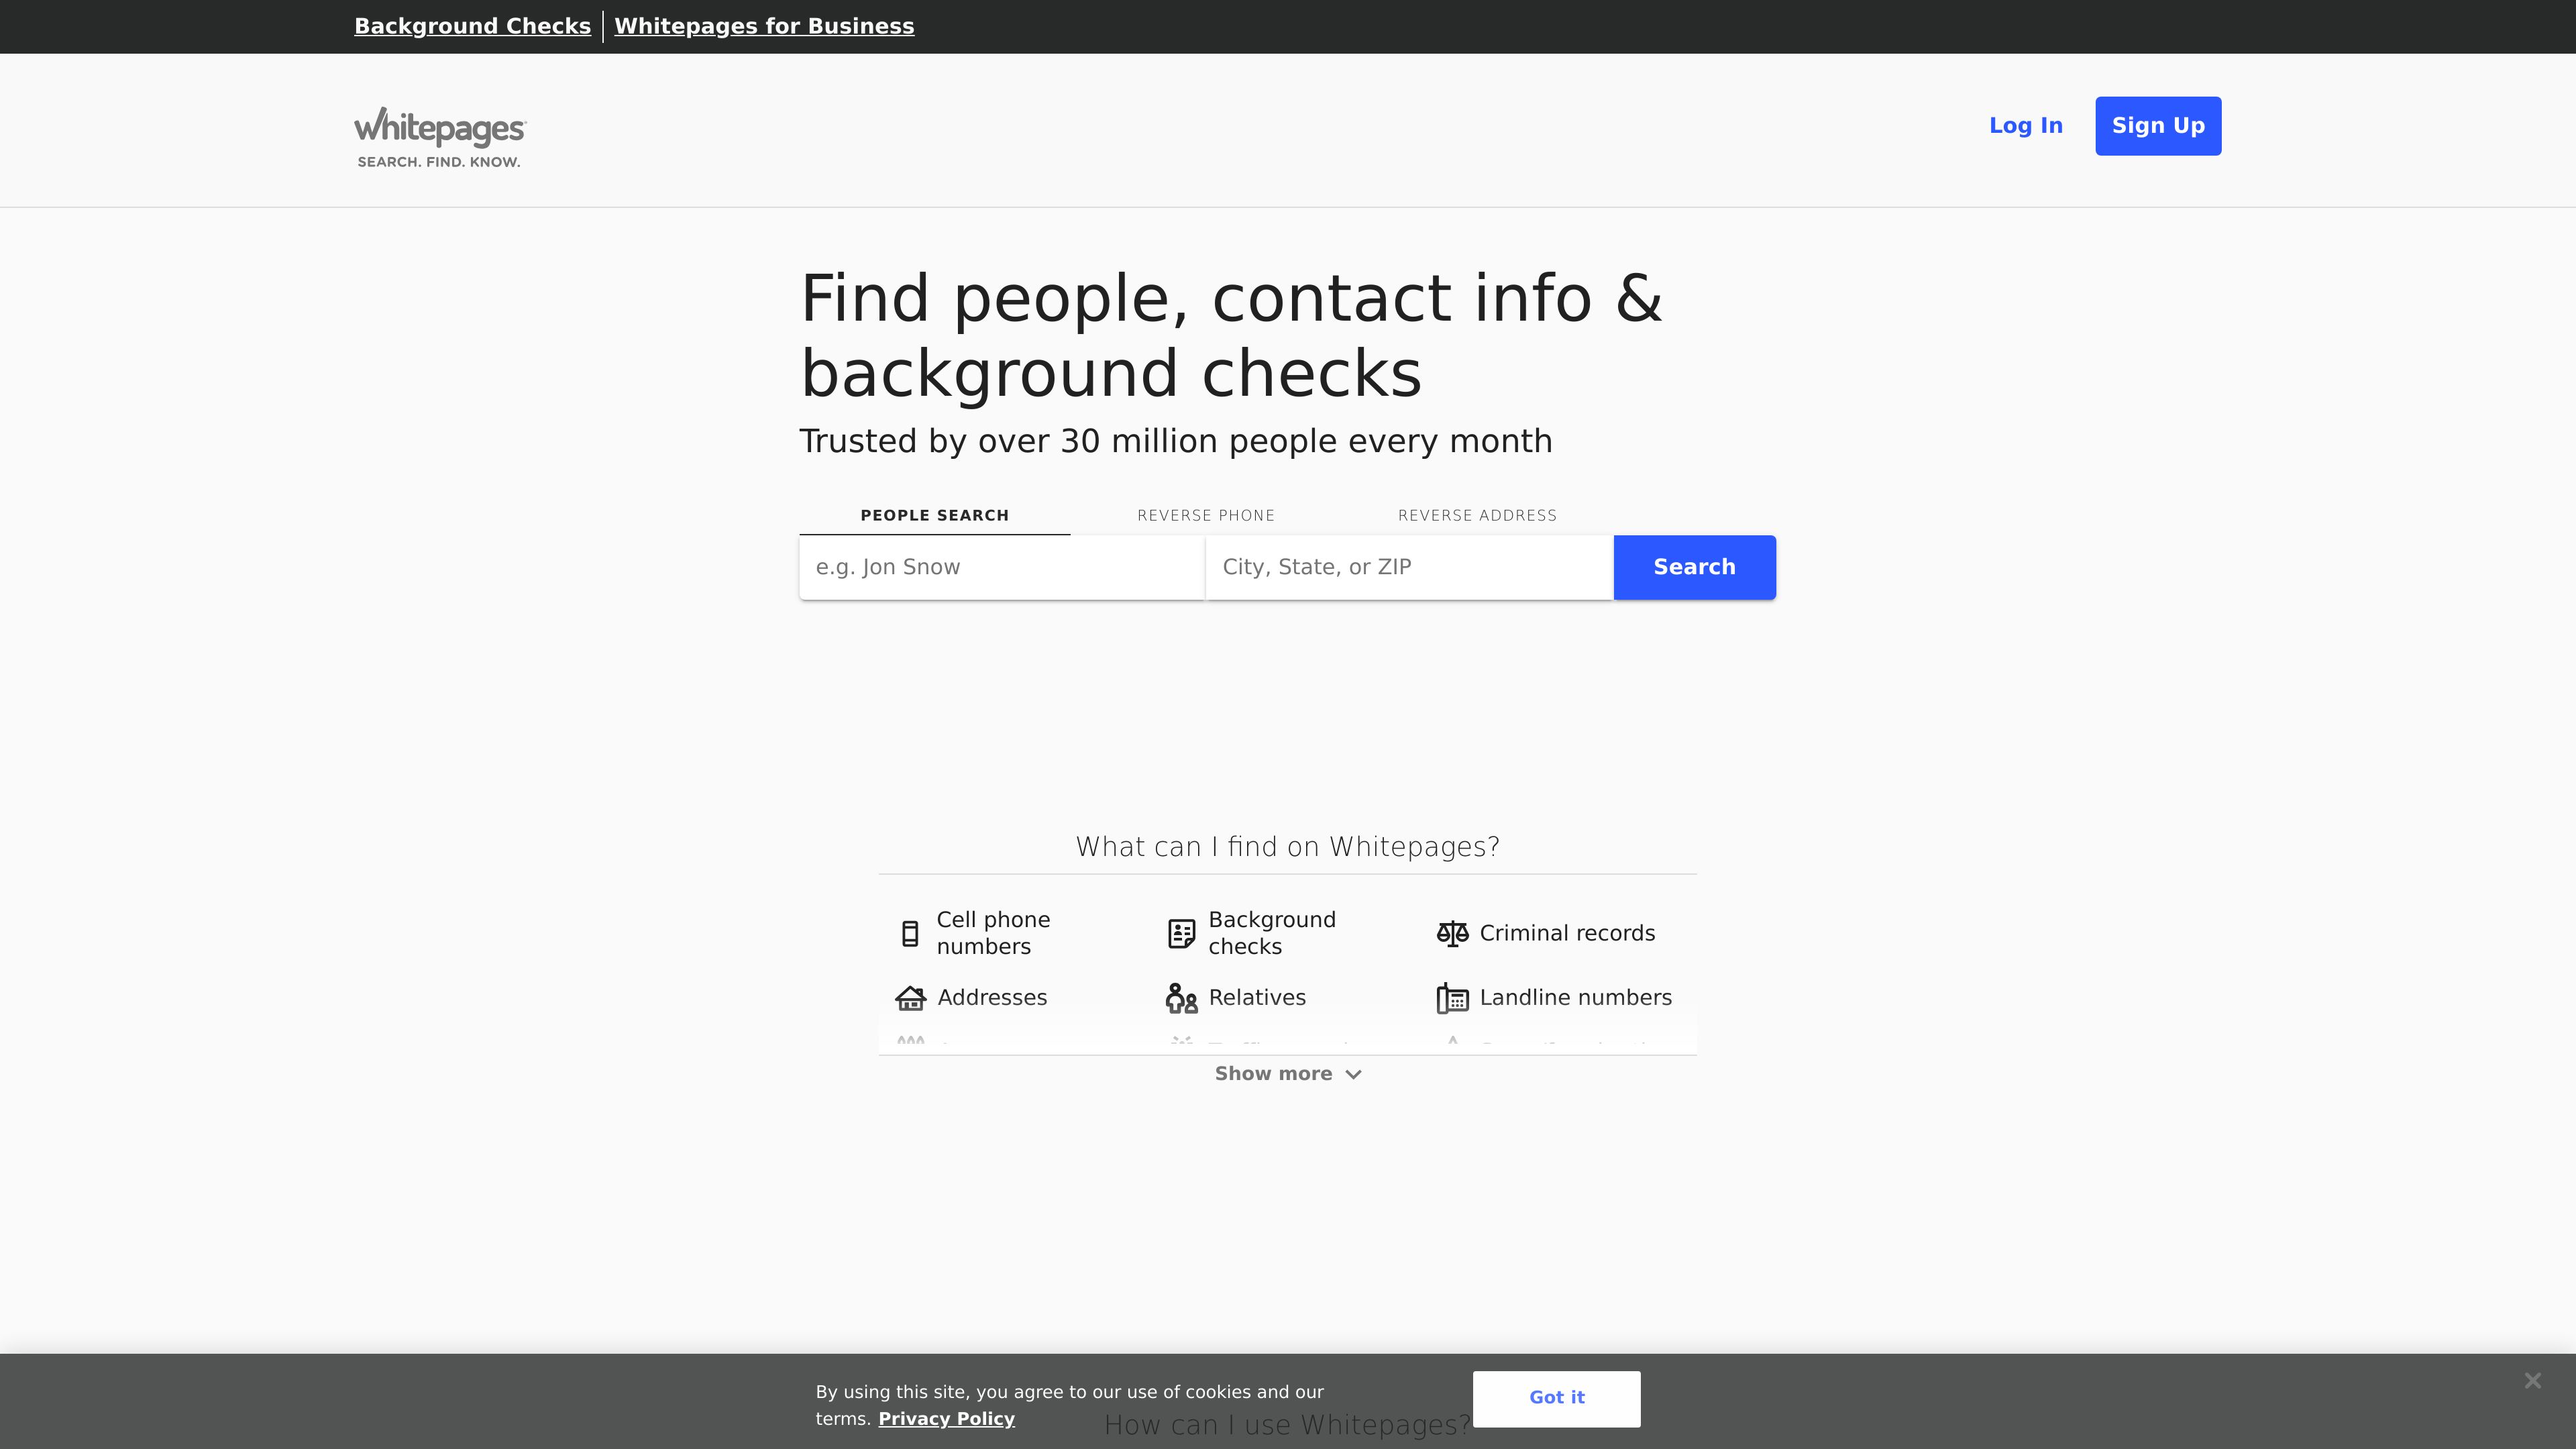 Background Checks
Whitepages for Business
whitepages
SEARCH. FIND. KNOW.
Log In
Sign Up
Find people, contact info &
background checks
Trusted by over 30 million people every month
PEOPLE SEARCH
REVERSE PHONE
REVERSE ADDRESS
e.g. Jon Snow
City, State, or ZIP
Search
What can I find on Whitepages?
Cell phone
numbers
Background
checks
Criminal records
Addresses
Relatives
Landline numbers
Show more
By using this site, you agree to our use of cookies and our
terms. Privacy Policy
Got it
How can I use Whitepages?